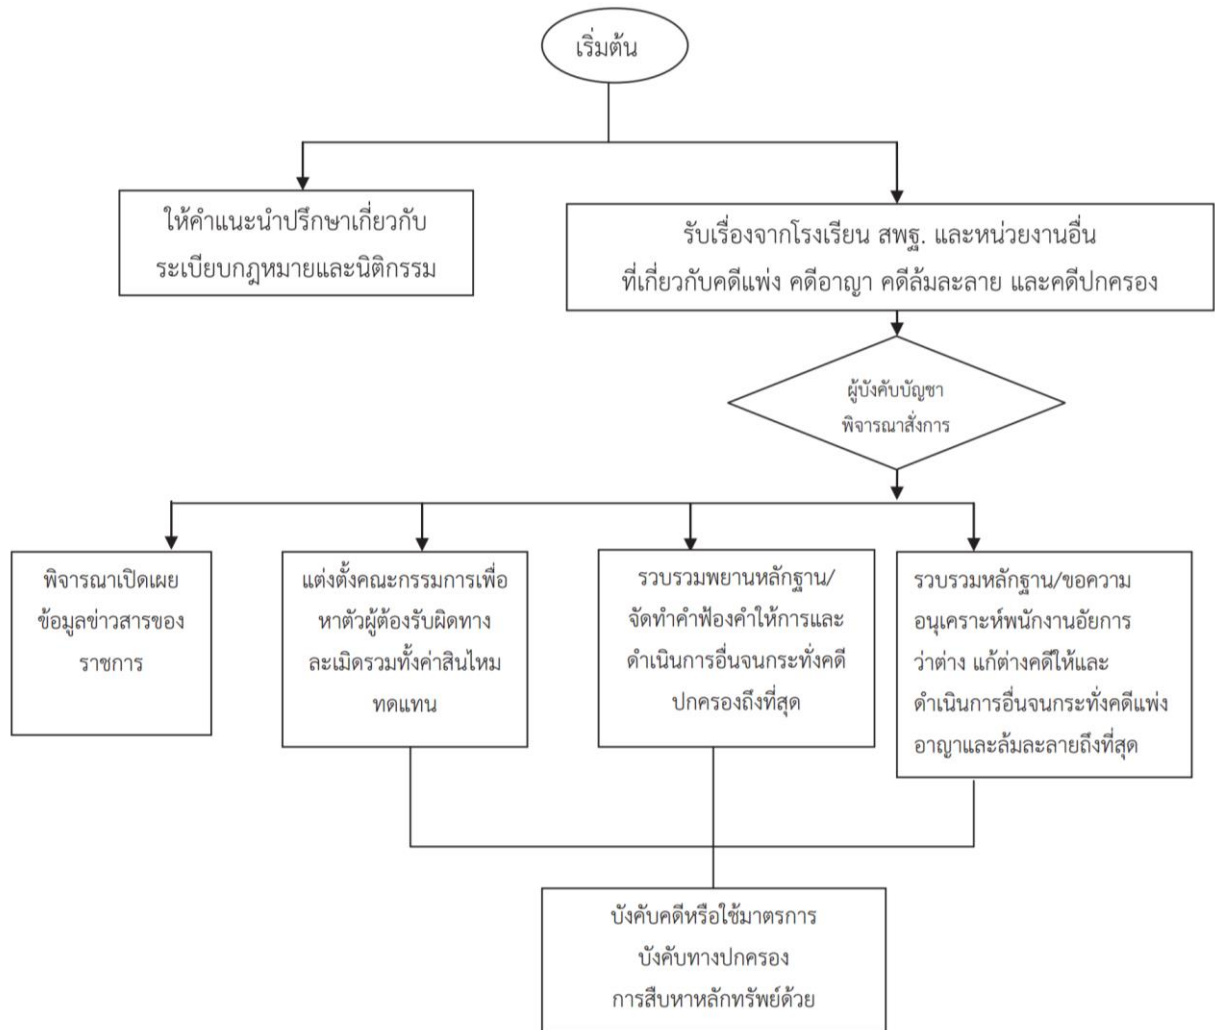 เริ่มต้น
ให้คำแนะนำปรึกษาเกี่ยวกับ
ระเบียบกฎหมายและนิติกรรม
รับเรื่องจากโรงเรียน สพฐ. และหน่วยงานอื่น
ที่เกี่ยวกับคดีแพ่ง คดีอาญา คดีล้มละลาย และคดีปกครอง
ผู้บังคับบัญชา
พิจารณาสั่งการ
พิจารณาเปิดเผย
ข้อมูลข่าวสารของ
ราชการ
แต่งตั้งคณะกรรมการเพื่อ
หาตัวผู้ต้องรับผิดทาง
ละเมิดรวมทั้งค่าสินไหม
ทดแทน
รวบรวมพยานหลักฐาน/
จัดทำคำฟ้องคำให้การและ
ดำเนินการอื่นจนกระทั่งคดี
ปกครองถึงที่สุด
รวบรวมหลักฐาน/ขอความ
อนุเคราะห์พนักงานอัยการ
ว่าต่าง แก้ต่างคดีให้และ
ดำเนินการอื่นจนกระทั่งคดีแพ่ง
อาญาและล้มละลายถึงที่สุด
บังคับคดีหรือใช้มาตรการ
บังคับทางปกครอง
การสืบหาหลักทรัพย์ด้วย